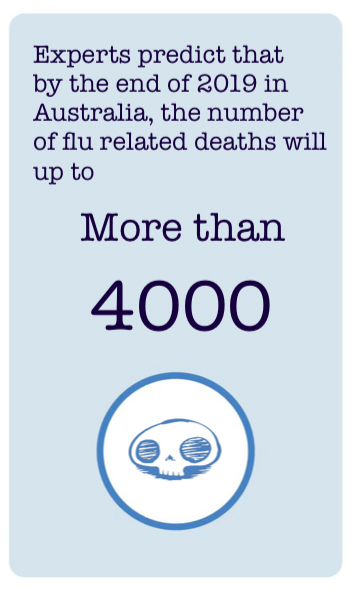 Experts predict that
by the end of 2019 in
Australia, the number
of flu related deaths will
up to
More than
4000